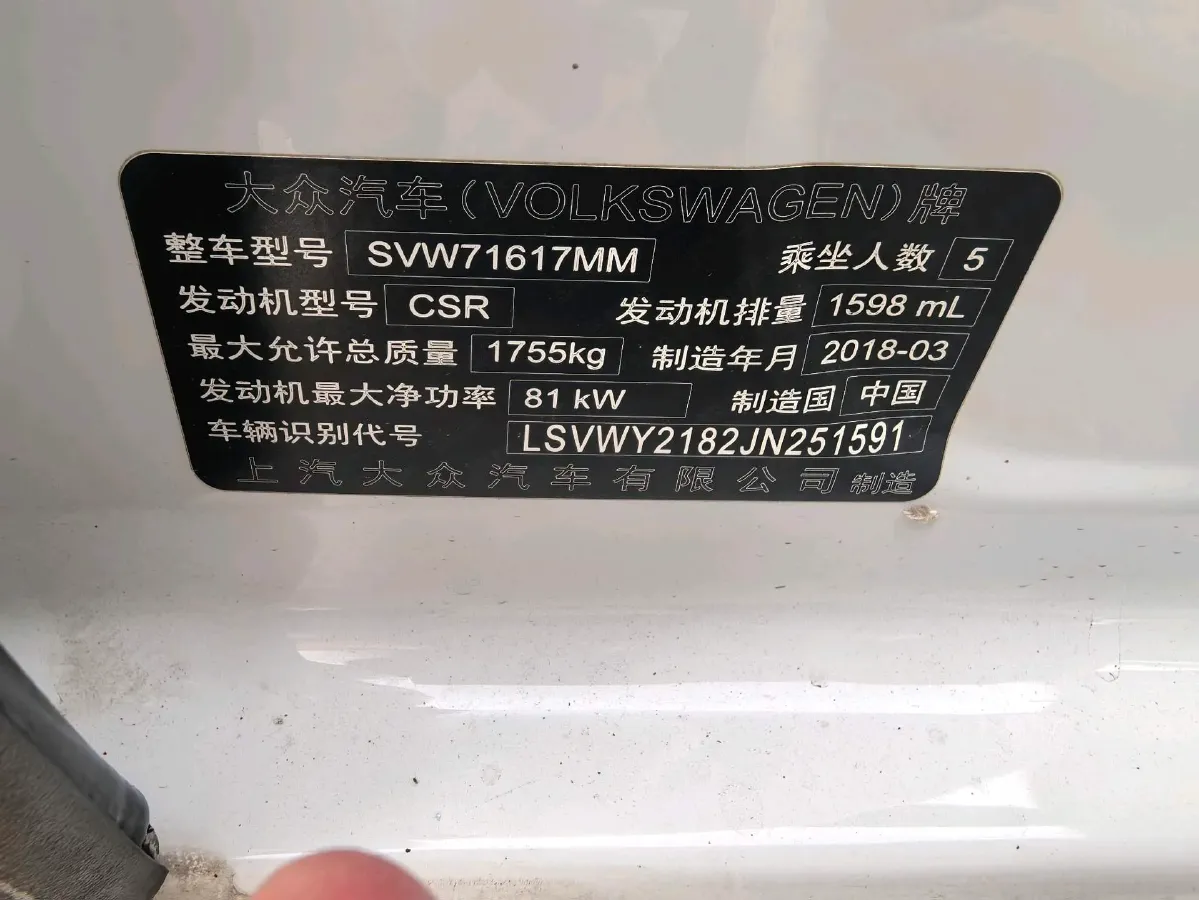 大众汽车(VOLKSWAGEN)牌
整车型号 SVW71617MM 乘坐人数 5
发动机型号 CSR 发动机排量 1598 mL
最大允许总质量 1755kg 制造年月 2018-03
发动机最大净功率 81 kW 制造国 中国
车辆识别代号 LSVWY2182JN251591
上汽大众汽车有限公司 制造